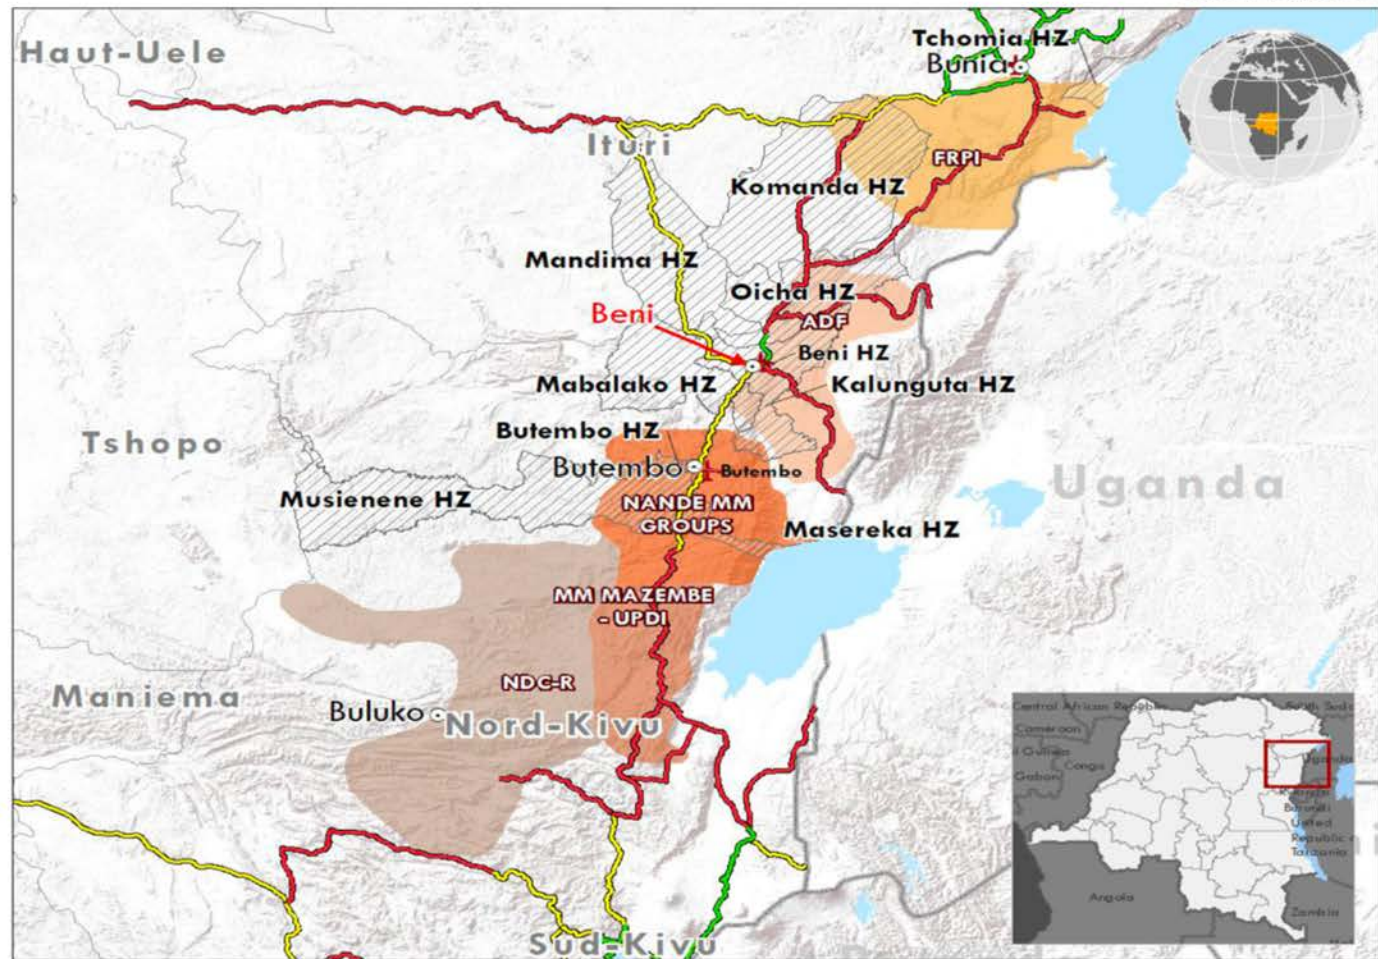 Haut-Uele
Tchomia HZ
Bunia
Ituri
FRPI
Komanda HZ
Mandima HZ
Oicha HZ
Beni
ADF
Beni HZ
Mabalako HZ
Kalunguta HZ
Butembo HZ
Tshopo
Butembo
Butembo
Uganda
Musienene HZ
NANDE MM
GROUPS
Masereka HZ
MM MAZEMBE
- UPDI
NDC-R
Maniema
Buluko
Nord-Kivu
Sud-Kivu
Central African Republic
South Suda
Cameroon
Uganda
Congo
Gabon
Burundi
United
Republic o
Tanzania
Angola
Zambia